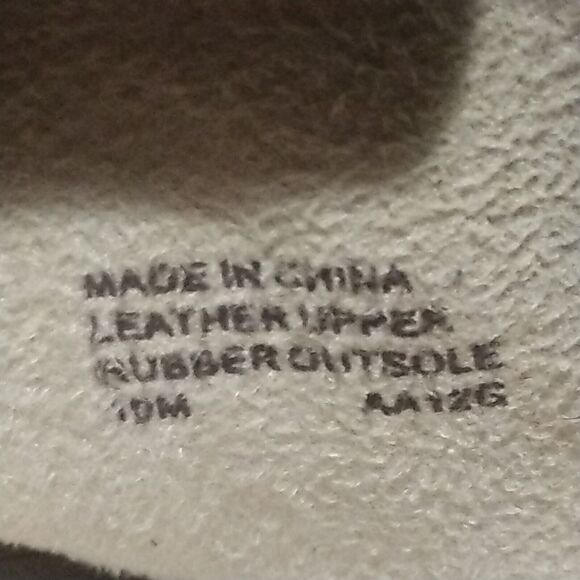 MADE IN CHINA
LEATHER UPPER
RUBBER OUTSOLE
10M AA12G